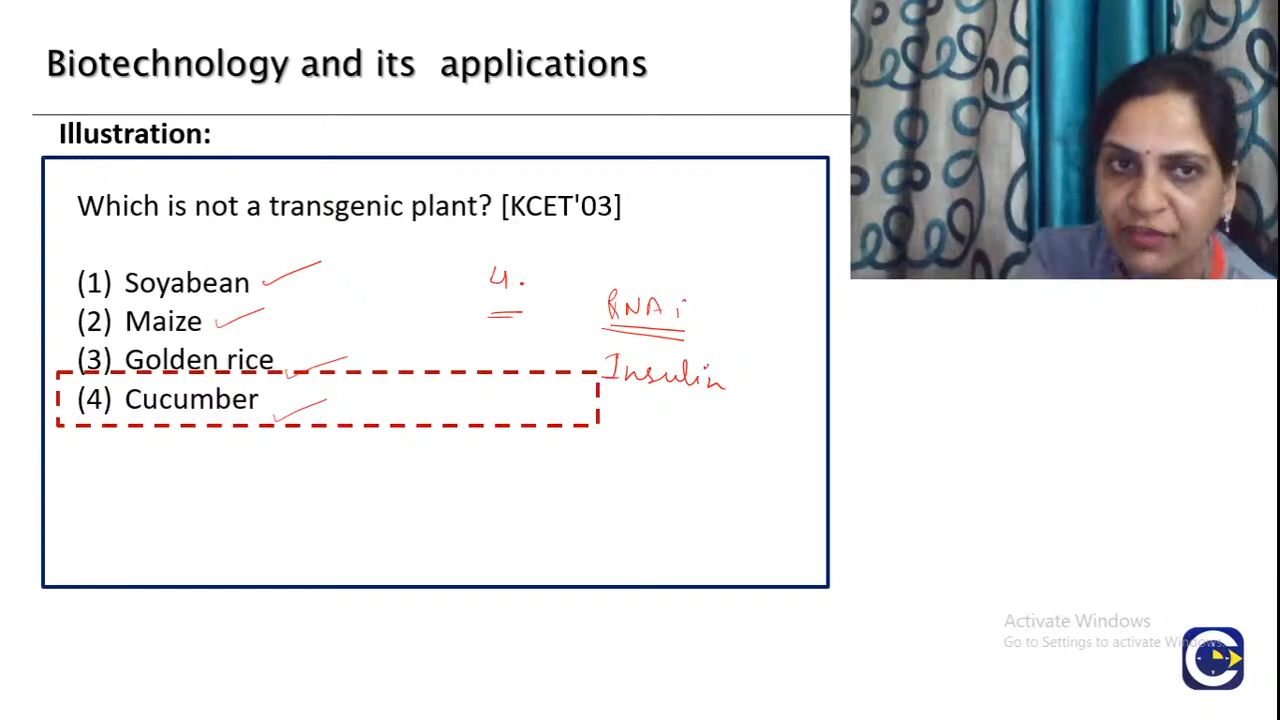 Biotechnology and its applications
Illustration:
Which is not a transgenic plant? [KCET'03]
(1) Soyabean
(2) Maize
(3) Golden rice
(4) Cucumber
4.
RNAi
Insulin
Activate Windows
Go to Settings to activate Windows.